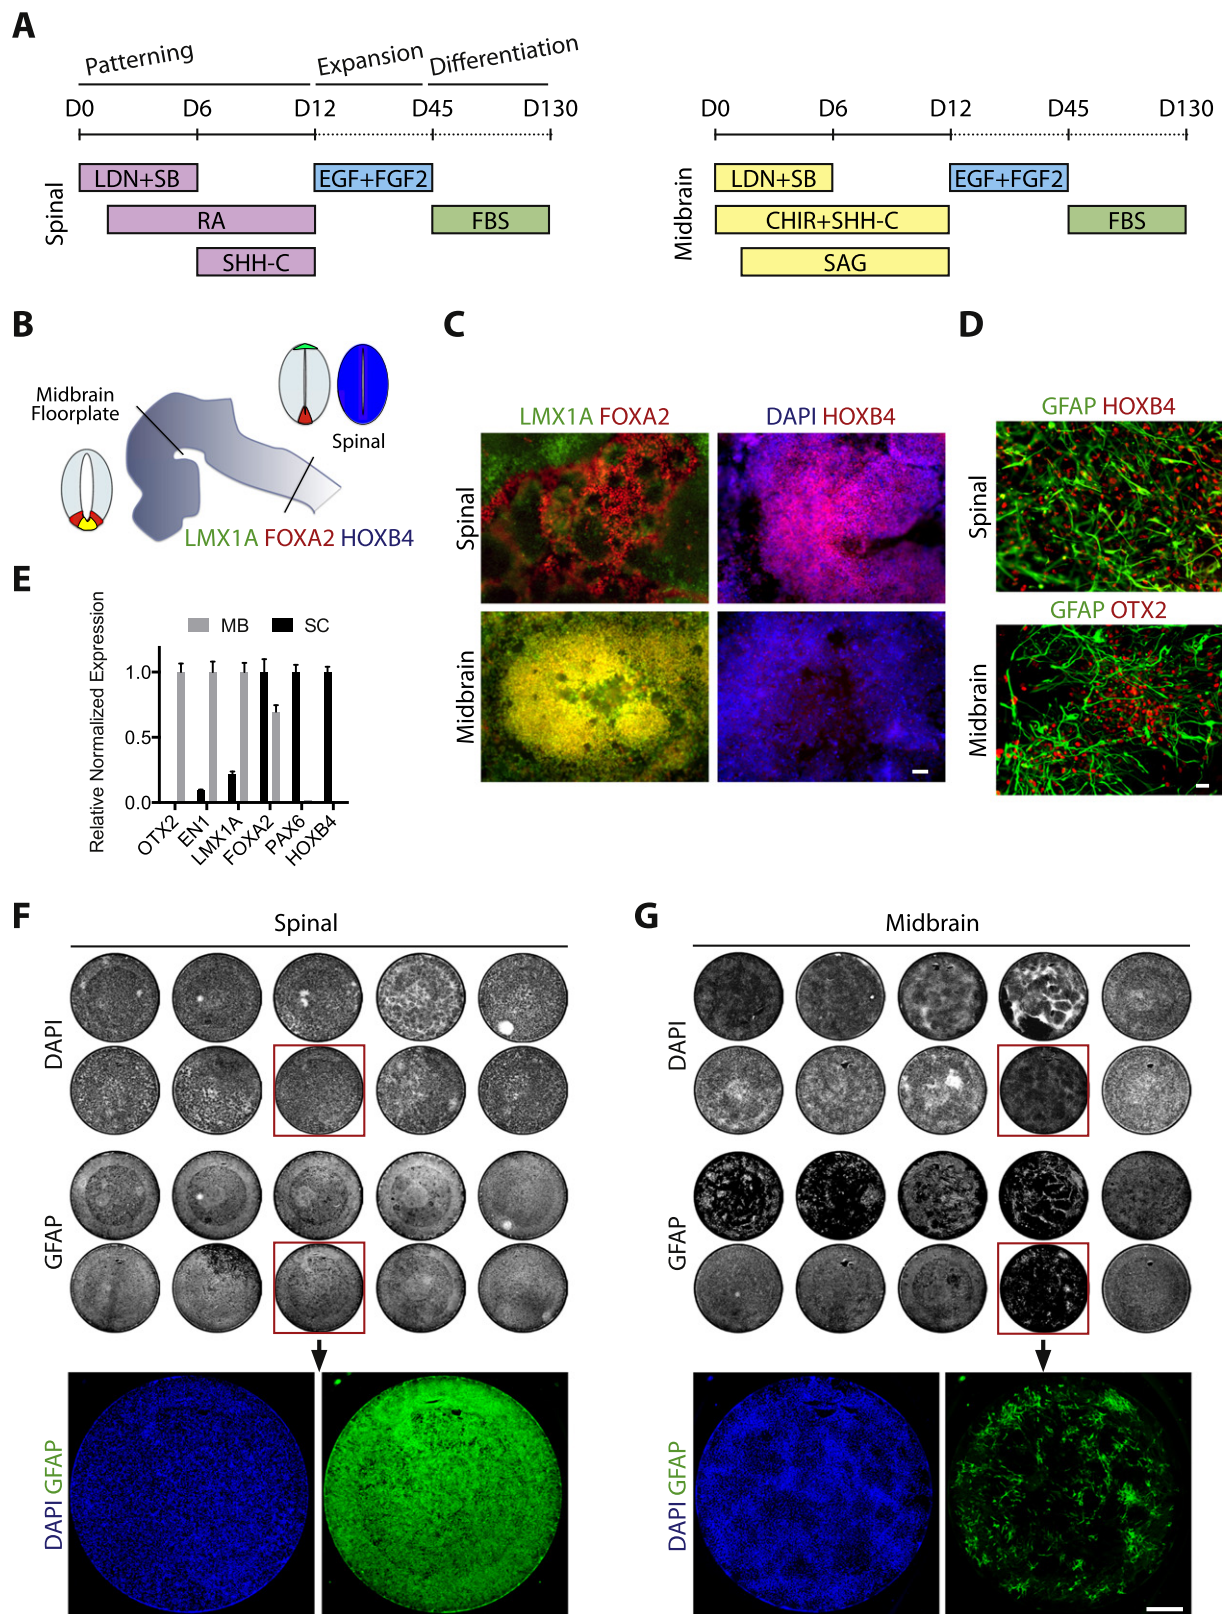 A
Patterning Expansion Differentiation
D0 D6 D12 D45 D130
Spinal
LDN+SB EGF+FGF2
RA FBS
SHH-C
D0 D6 D12 D45 D130
Midbrain
LDN+SB EGF+FGF2
CHIR+SHH-C FBS
SAG
B
Midbrain
Floorplate
Spinal
LMX1A FOXA2 HOXB4
C
LMX1A FOXA2 DAPI HOXB4
Spinal
Midbrain
D
GFAP HOXB4
Spinal
GFAP OTX2
Midbrain
E
MB SC
Relative Normalized Expression
1.0
0.5
0.0
OTX2 EN1 LMX1A FOXA2 PAX6 HOXB4
F
Spinal
DAPI
GFAP
DAPI GFAP
G
Midbrain
DAPI
GFAP
DAPI GFAP